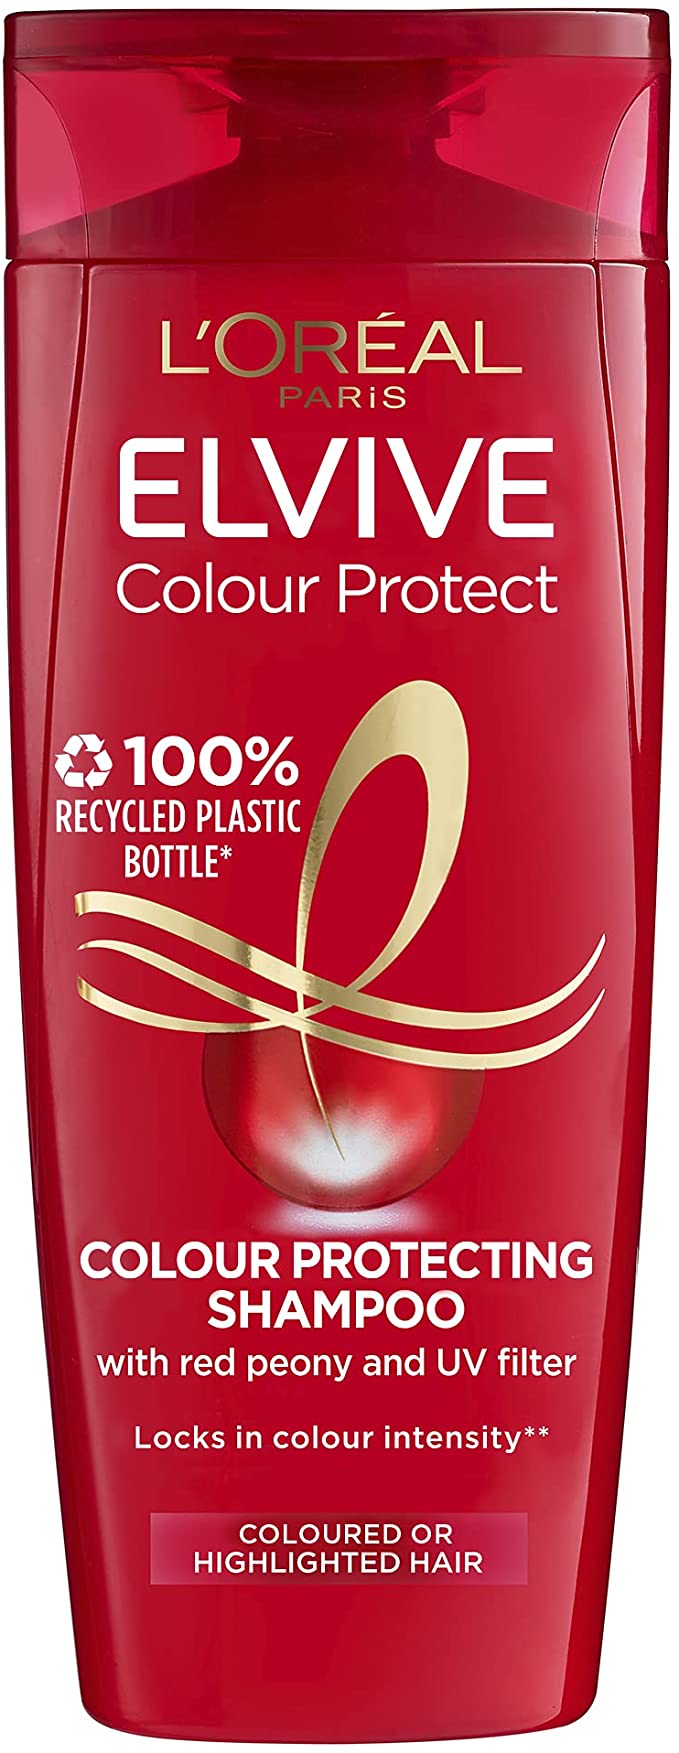 L'ORÉAL
PARiS
ELVIVE
Colour Protect
100%
RECYCLED PLASTIC
BOTTLE*
COLOUR PROTECTING
SHAMPOO
with red peony and UV filter
Locks in colour intensity**
COLOURED OR
HIGHLIGHTED HAIR